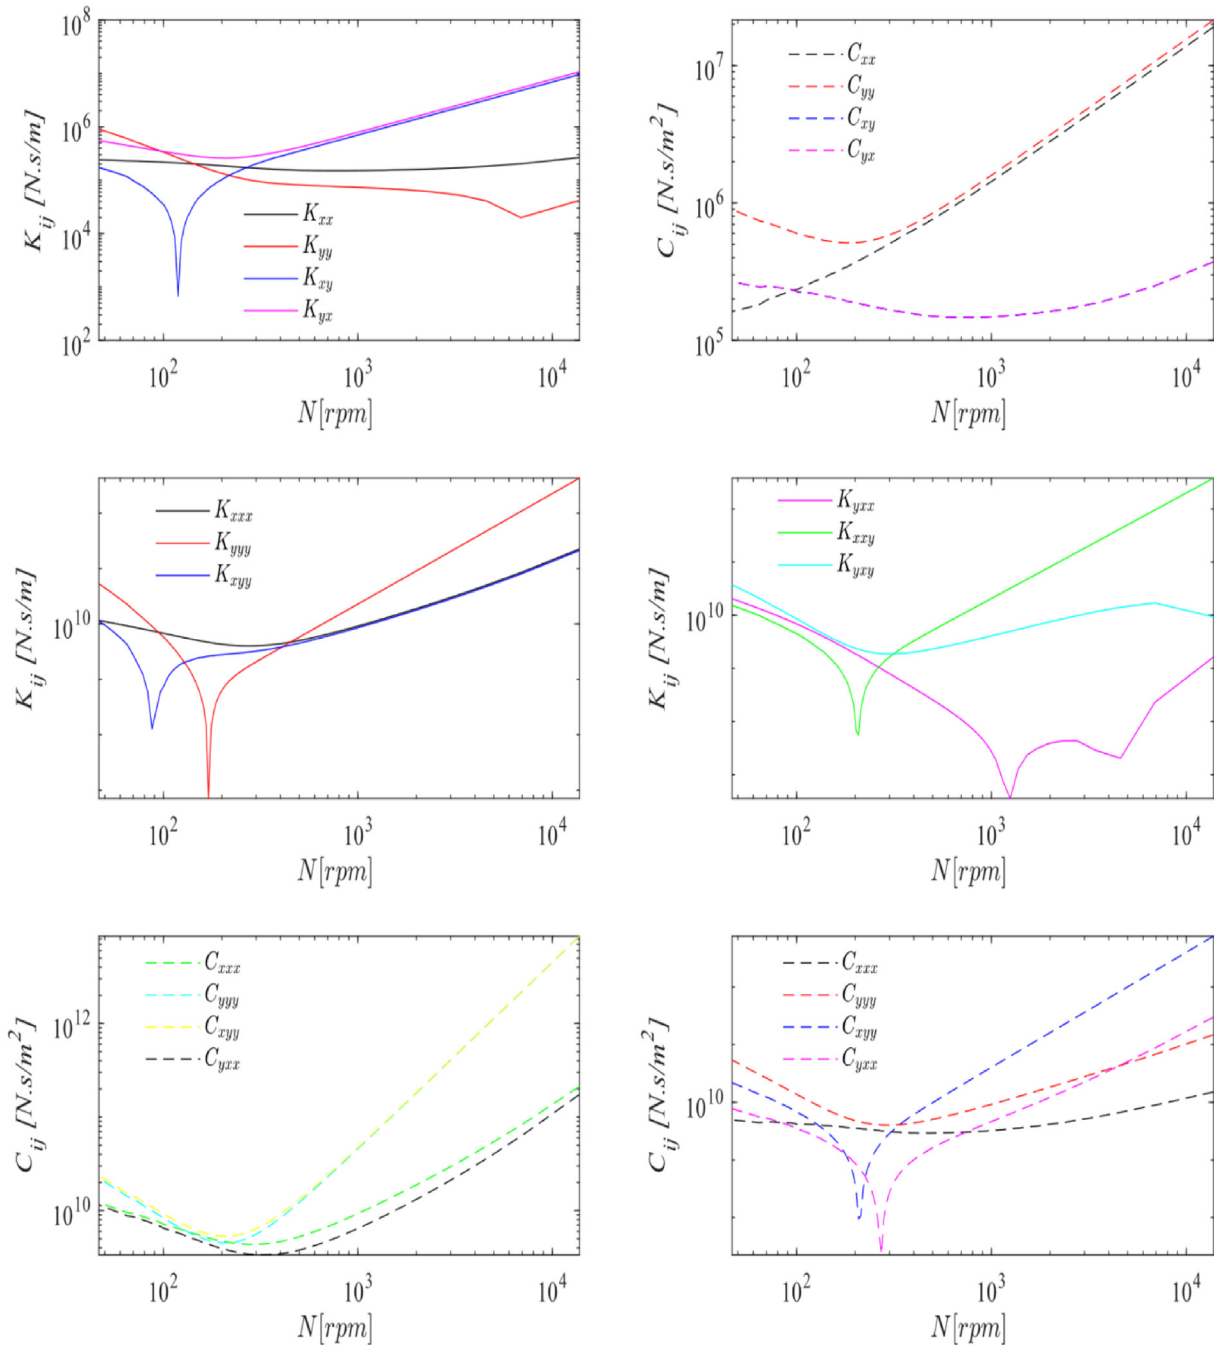 10^8
10^6
10^4
10^2
K_ij [N.s/m]
K_xx
K_yy
K_xy
K_yx
10^2 10^3 10^4
N[rpm]
10^7
10^6
10^5
C_ij [N.s/m^2]
C_xx
C_yy
C_xy
C_yx
10^2 10^3 10^4
N[rpm]
10^10
K_ij [N.s/m]
K_xxx
K_yyy
K_xyy
10^2 10^3 10^4
N[rpm]
10^10
K_ij [N.s/m]
K_yxx
K_xxy
K_yxy
10^2 10^3 10^4
N[rpm]
10^12
10^10
C_ij [N.s/m^2]
C_xxx
C_yyy
C_xyy
C_yxx
10^2 10^3 10^4
N[rpm]
10^10
C_ij [N.s/m^2]
C_xxx
C_yyy
C_xyy
C_yxx
10^2 10^3 10^4
N[rpm]